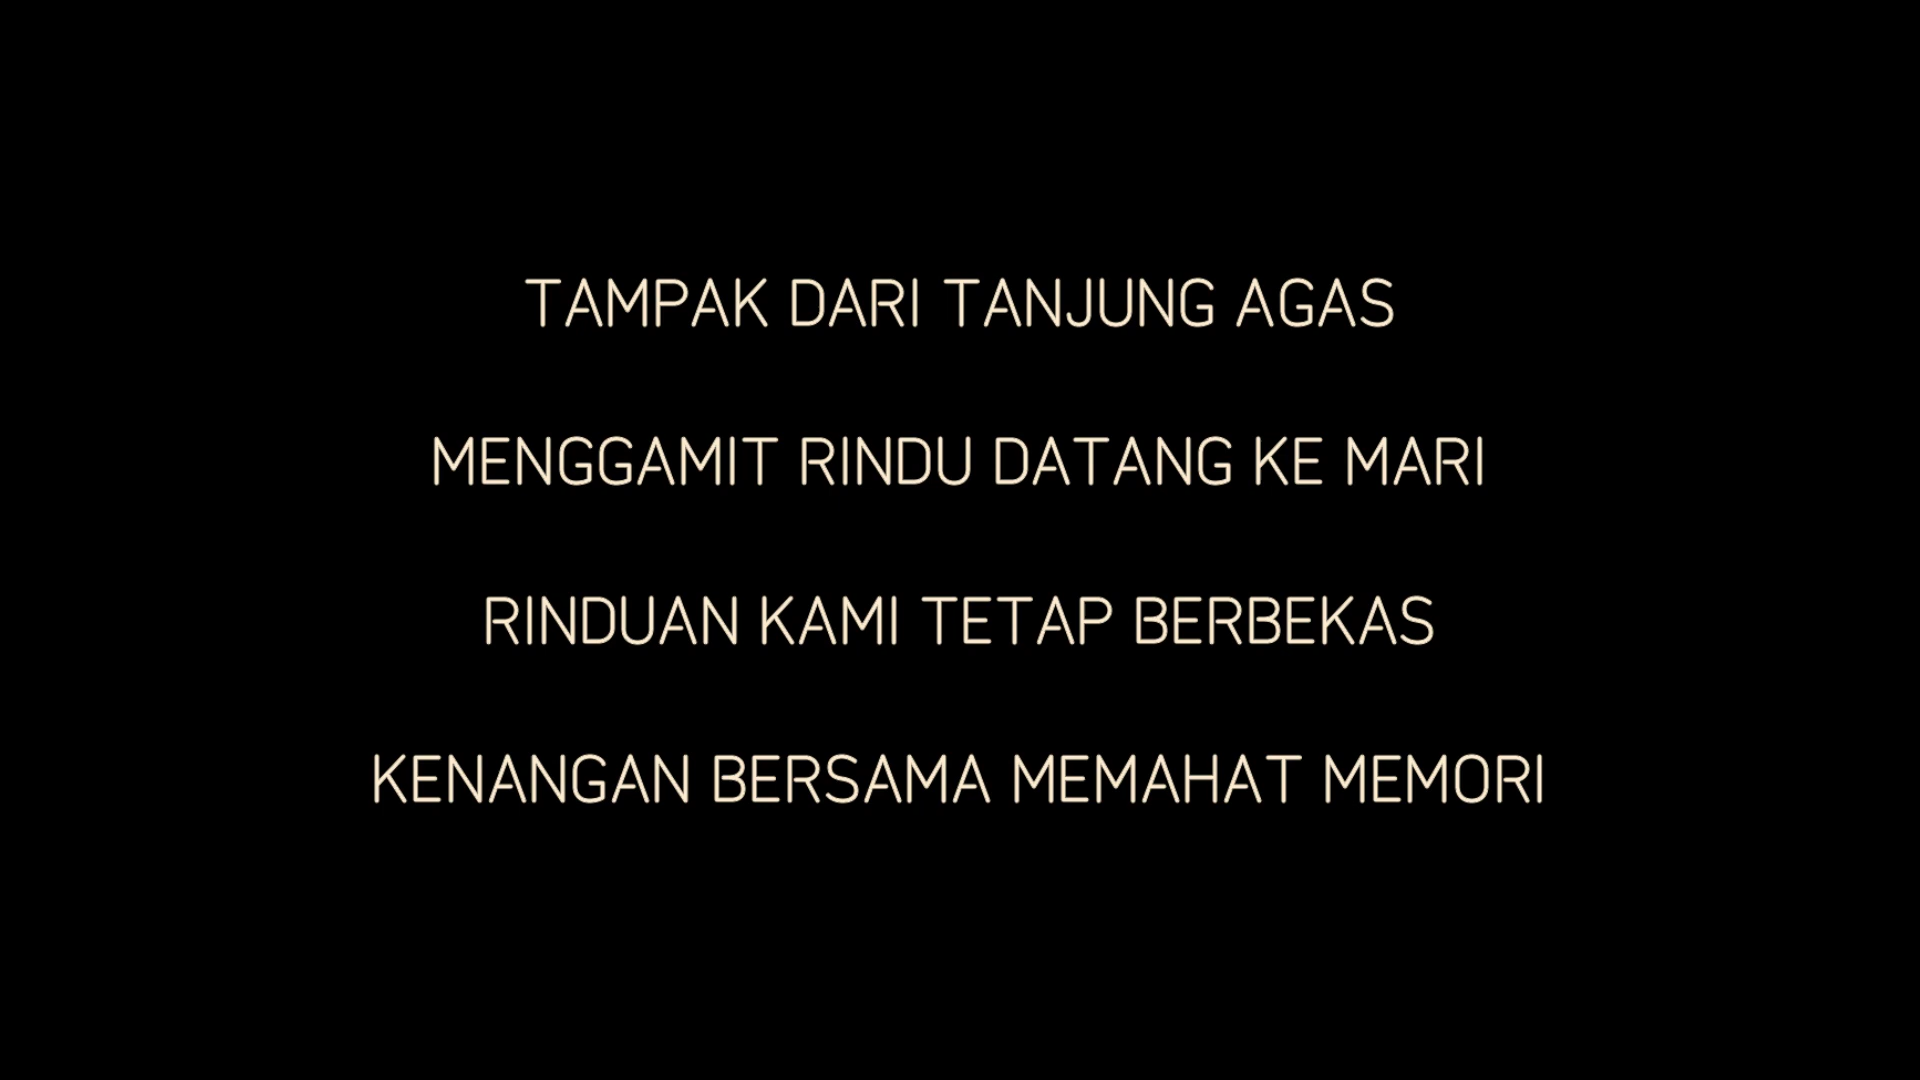 TAMPAK DARI TANJUNG AGAS
MENGGAMIT RINDU DATANG KE MARI
RINDUAN KAMI TETAP BERBEKAS
KENANGAN BERSAMA MEMAHAT MEMORI